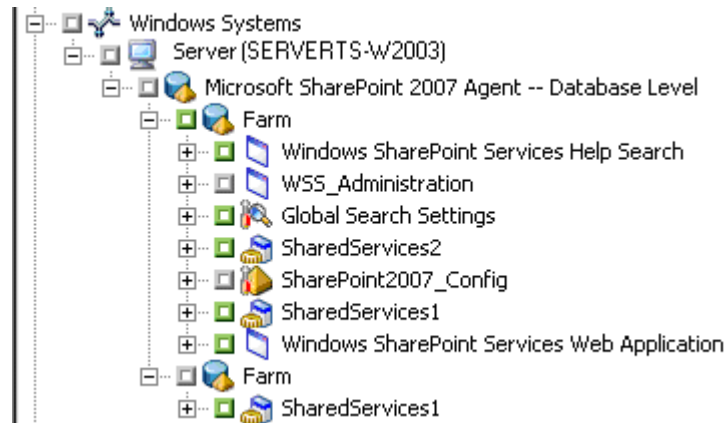 Windows Systems
Server (SERVERTS-W2003)
Microsoft SharePoint 2007 Agent -- Database Level
Farm
Windows SharePoint Services Help Search
WSS_Administration
Global Search Settings
SharedServices2
SharePoint2007_Config
SharedServices1
Windows SharePoint Services Web Application
Farm
SharedServices1